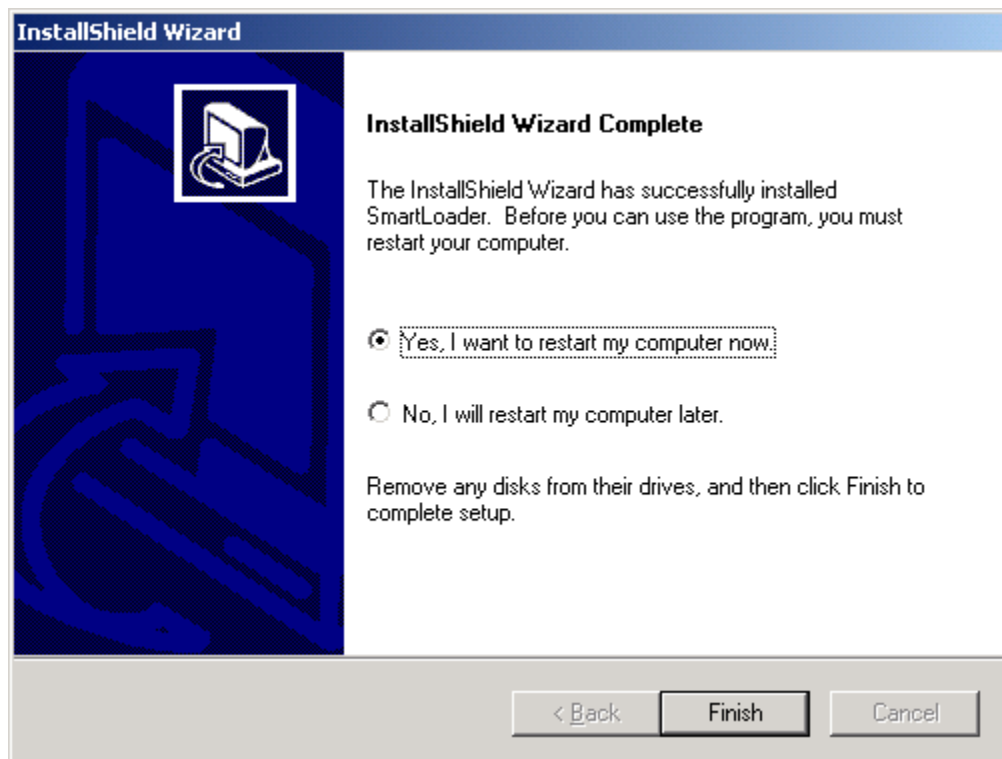 InstallShield Wizard
InstallShield Wizard Complete
The InstallShield Wizard has successfully installed
SmartLoader.  Before you can use the program, you must
restart your computer.
Yes, I want to restart my computer now.
No, I will restart my computer later.
Remove any disks from their drives, and then click Finish to
complete setup.
< Back Finish Cancel